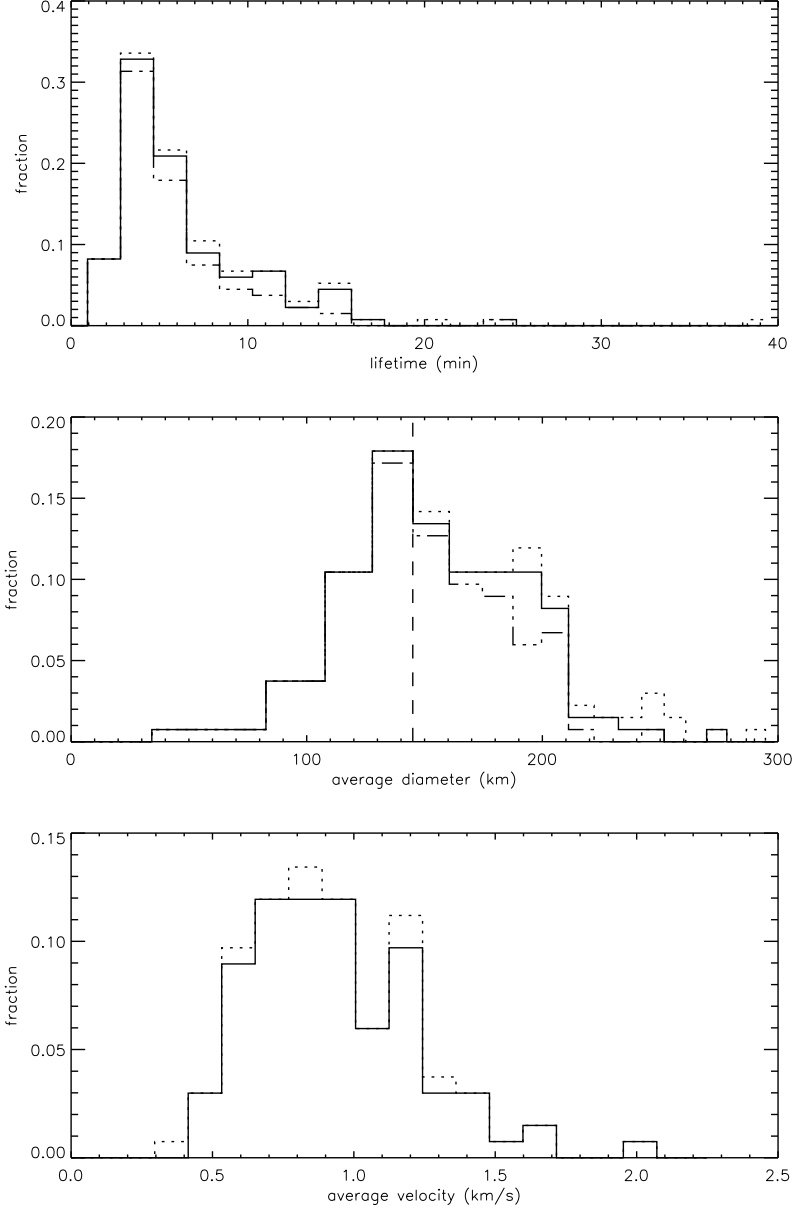 0.4
0.3
0.2
0.1
0.0
fraction
0 10 20 30 40
lifetime (min)
0.20
0.15
0.10
0.05
0.00
fraction
0 100 200 300
average diameter (km)
0.15
0.10
0.05
0.00
fraction
0.0 0.5 1.0 1.5 2.0 2.5
average velocity (km/s)